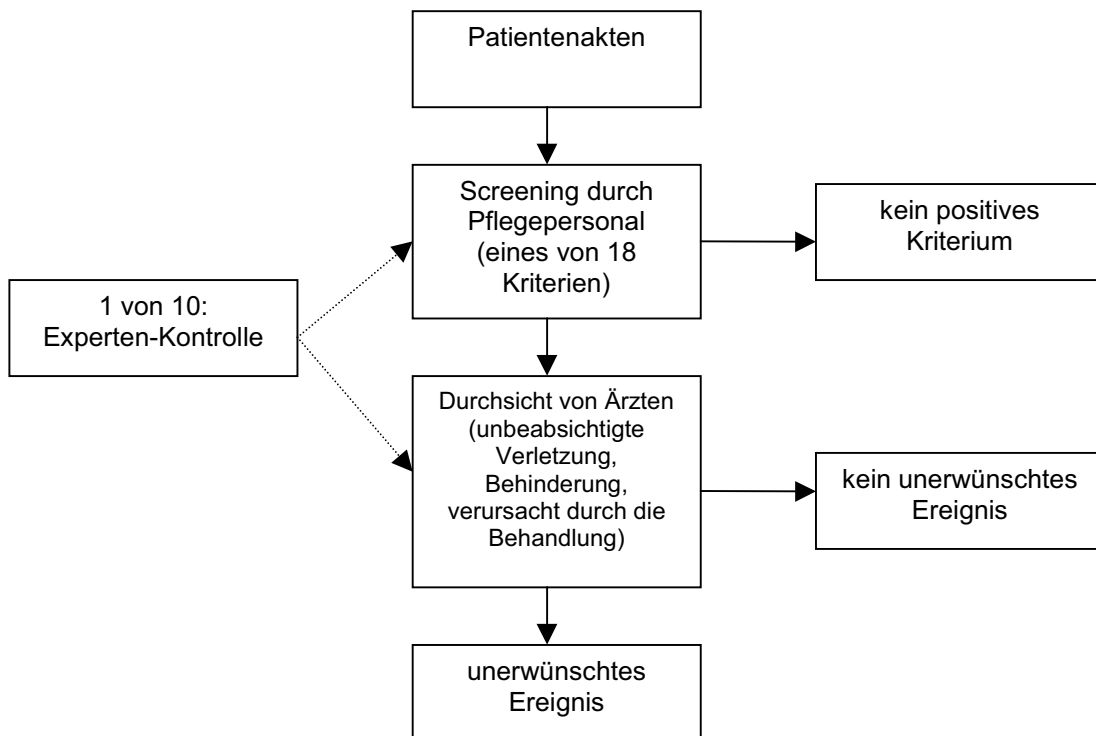 Patientenakten
Screening durch
Pflegepersonal
(eines von 18
Kriterien)
kein positives
Kriterium
1 von 10:
Experten-Kontrolle
Durchsicht von Ärzten
(unbeabsichtigte
Verletzung,
Behinderung,
verursacht durch die
Behandlung)
kein unerwünschtes
Ereignis
unerwünschtes
Ereignis